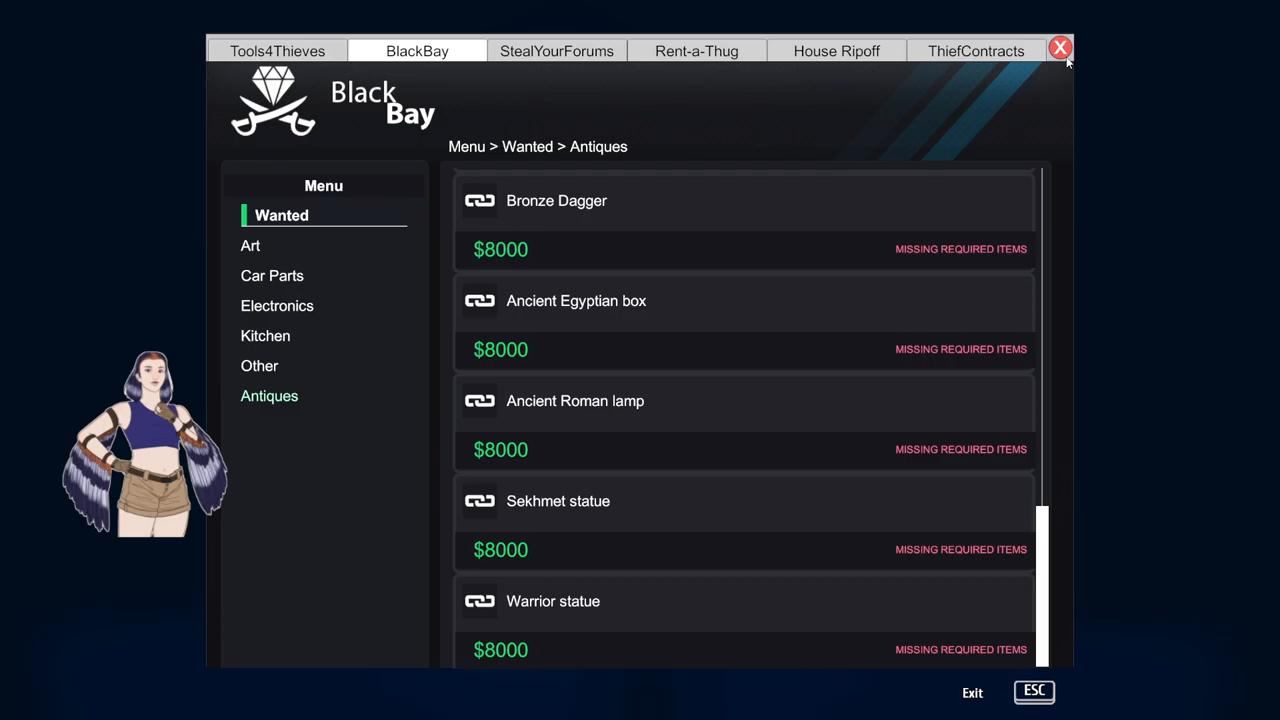 Tools4Thieves
BlackBay
StealYourForums
Rent-a-Thug
House Ripoff
ThiefContracts
X
Black
Bay
Menu > Wanted > Antiques
Menu
Wanted
Art
Car Parts
Electronics
Kitchen
Other
Antiques
Bronze Dagger
$8000 MISSING REQUIRED ITEMS
Ancient Egyptian box
$8000 MISSING REQUIRED ITEMS
Ancient Roman lamp
$8000 MISSING REQUIRED ITEMS
Sekhmet statue
$8000 MISSING REQUIRED ITEMS
Warrior statue
$8000 MISSING REQUIRED ITEMS
Exit ESC